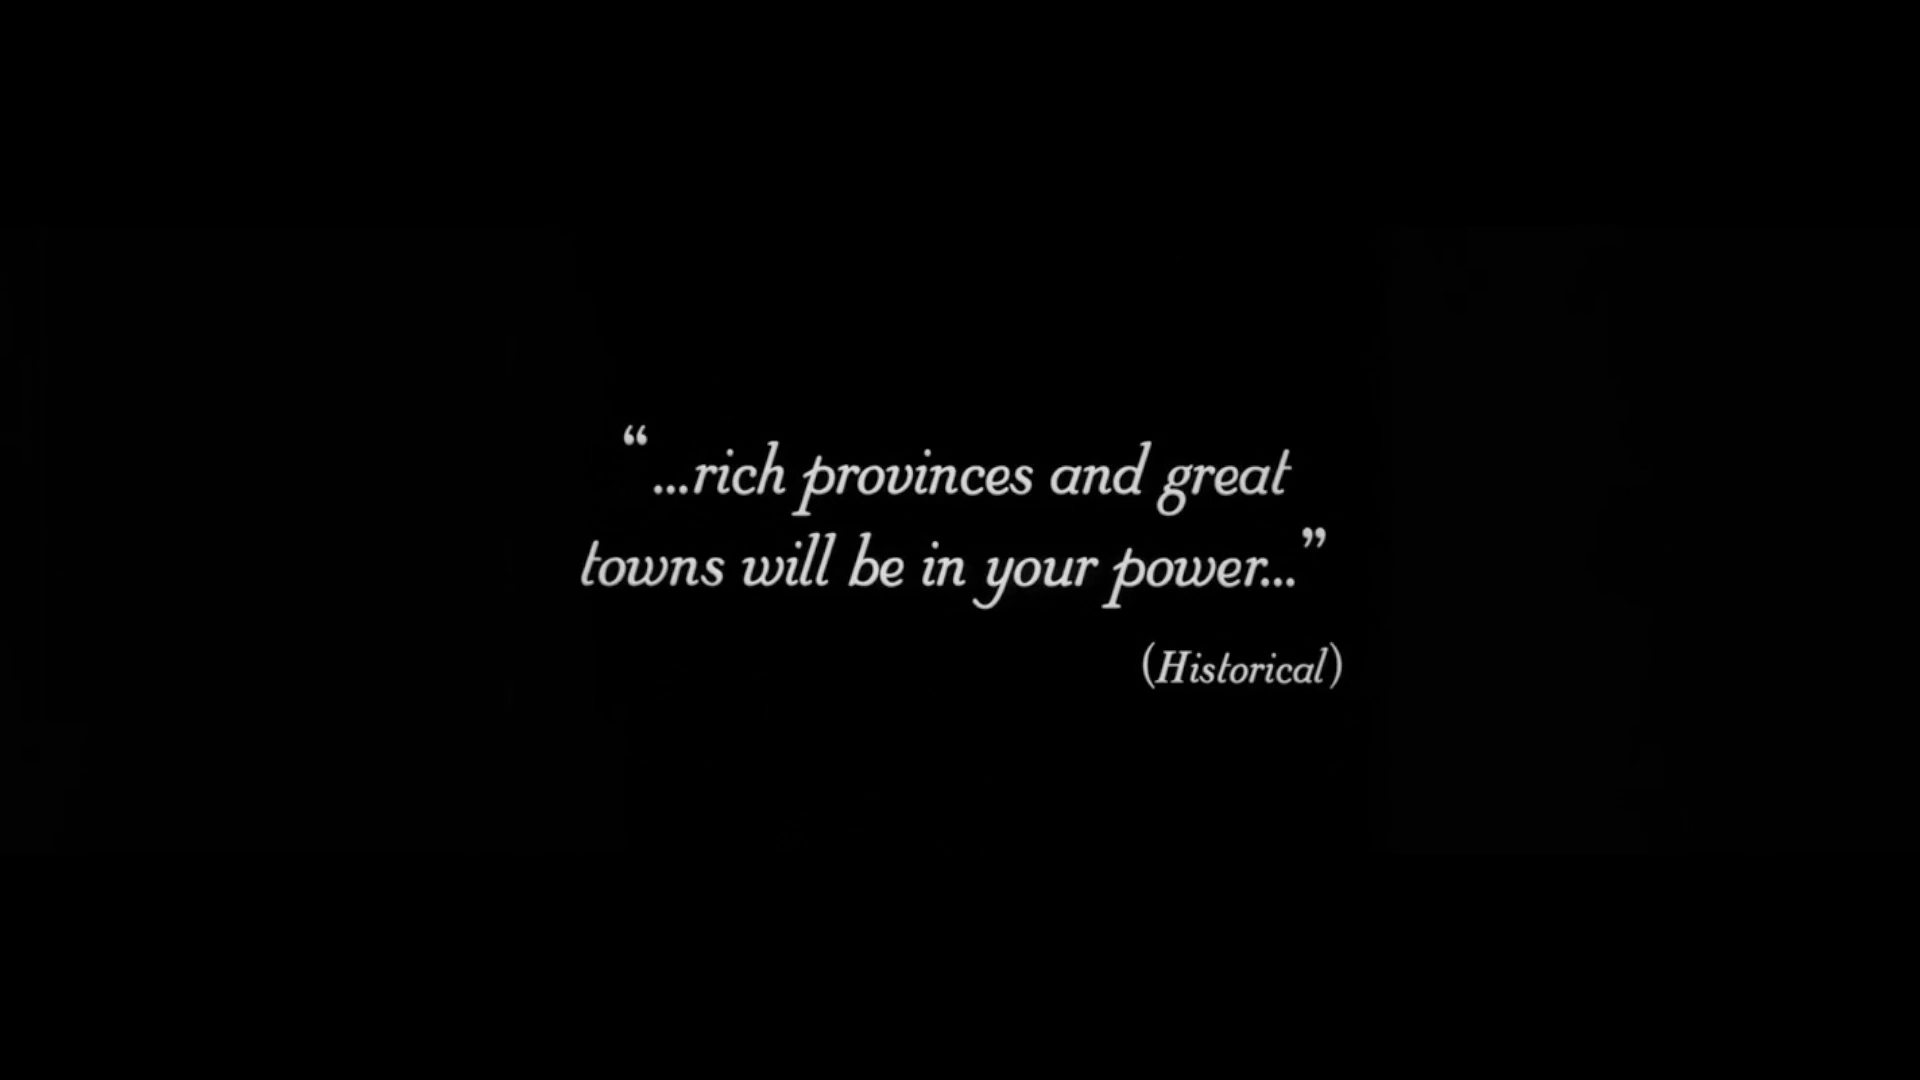 “...rich provinces and great
towns will be in your power...”
(Historical)